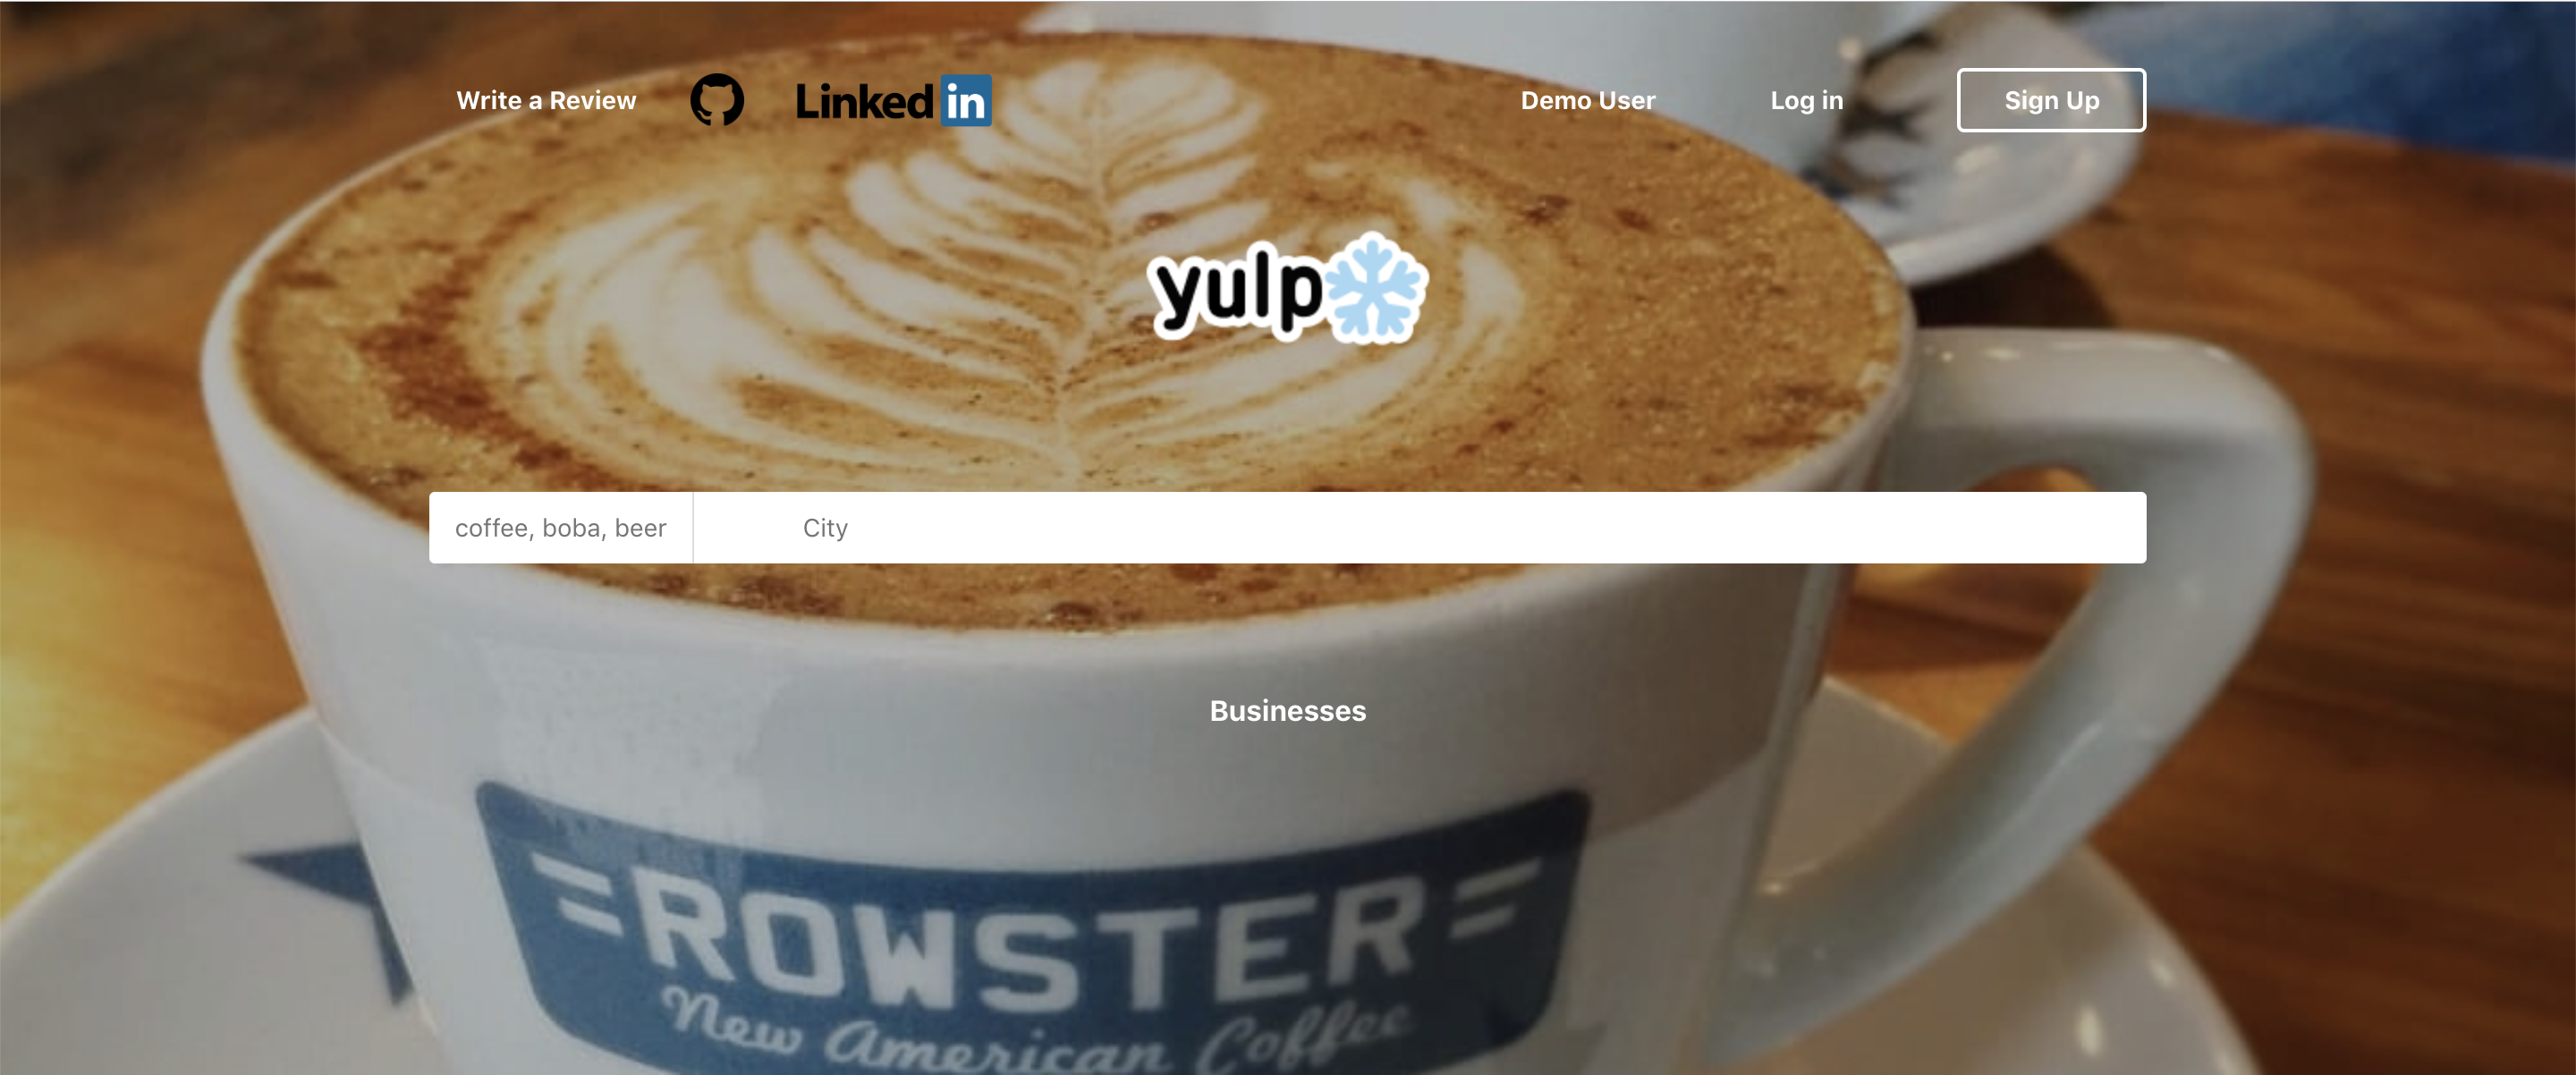 Write a Review
Linked in
Demo User
Log in
Sign Up
yulp
coffee, boba, beer
City
Businesses
ROWSTER
New American Coffee